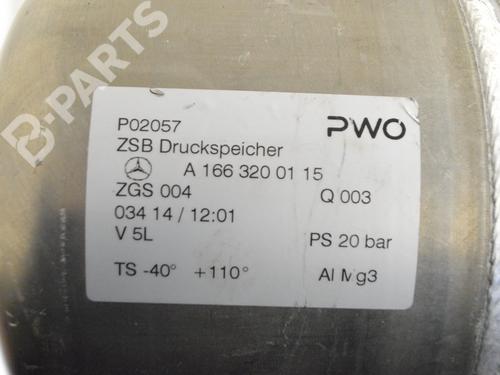 B-PARTS
P02057
PWO
ZSB Druckspeicher
A 166 320 01 15
ZGS 004 Q 003
034 14 / 12:01
V 5L PS 20 bar
TS -40° +110° Al Mg3